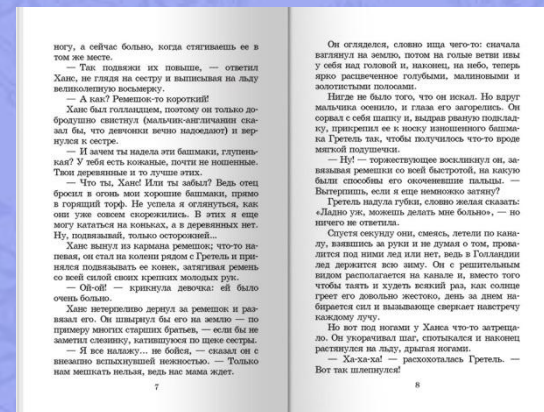 ногу, а сейчас больно, когда стягиваешь ее в
том же месте.
— Так подвяжи их повыше, — ответил
Ханс, не глядя на сестру и выписывая на льду
великолепную восьмерку.
— А как? Ремешок-то короткий!
Ханс был голландцем, поэтому он только до-
бродушно свистнул (мальчик-англичанин ска-
зал бы, что девчонки вечно надоедают) и вер-
нулся к сестре.
— И зачем ты надела эти башмаки, глупень-
кая? У тебя есть кожаные, почти не ношенные.
Твои деревянные и то лучше этих.
— Что ты, Ханс! Или ты забыл? Ведь отец
бросил в огонь мои хорошие башмаки, прямо
в горящий торф. Не успела я оглянуться, как
они уже совсем скорежились. В этих я еще
могу кататься на коньках, а в деревянных нет.
Ну, подвязывай, только осторожней...
Ханс вынул из кармана ремешок; что-то на-
певая, он стал на колени рядом с Гретель и при-
нялся подвязывать ее конек, затягивая ремень
со всей силой своих крепких молодых рук.
— Ой-ой! — крикнула девочка: ей было
очень больно.
Ханс нетерпеливо дернул за ремешок и раз-
вязал его. Он швырнул бы его на землю — по
примеру многих старших братьев, — если бы не
заметил слезинку, катившуюся по щеке сестры.
— Я все налажу... не бойся, — сказал он с
внезапно вспыхнувшей нежностью. — Только
нам мешкать нельзя, ведь нас мама ждет.
7
Он огляделся, словно ища чего-то: сначала
взглянул на землю, потом на голые ветви ивы
у себя над головой и, наконец, на небо, теперь
ярко расцвеченное голубыми, малиновыми и
золотистыми полосами.
Нигде не было того, что он искал. Но вдруг
мальчика осенило, и глаза его загорелись. Он
сорвал с себя шапку и, выдрав рваную подклад-
ку, прикрепил ее к носку изношенного башма-
ка Гретель так, чтобы получилось что-то вроде
мягкой подушечки.
— Ну! — торжествующее воскликнул он, за-
вязывая ремешки со всей быстротой, на какую
были способны его окоченевшие пальцы. —
Вытерпишь, если я еще немножко затяну?
Гретель надула губки, словно желая сказать:
«Ладно уж, можешь делать мне больно», — но
ничего не ответила.
Спустя секунду они, смеясь, летели по кана-
лу, взявшись за руки и не думая о том, прова-
лится под ними лед или нет, ведь в Голландии
лед держится всю зиму. Он с решительным
видом располагается на канале и, вместо того
чтобы таять и худеть всякий раз, как солнце
греет его довольно жестоко, день за днем на-
бирается сил и вызывающе сверкает навстречу
каждому лучу.
Но вот под ногами у Ханса что-то затреща-
ло. Он укорачивал шаг, спотыкался и наконец
растянулся на льду, дрыгая ногами.
— Ха-ха-ха! — расхохоталась Гретель. —
Вот так шлепнулся!
8